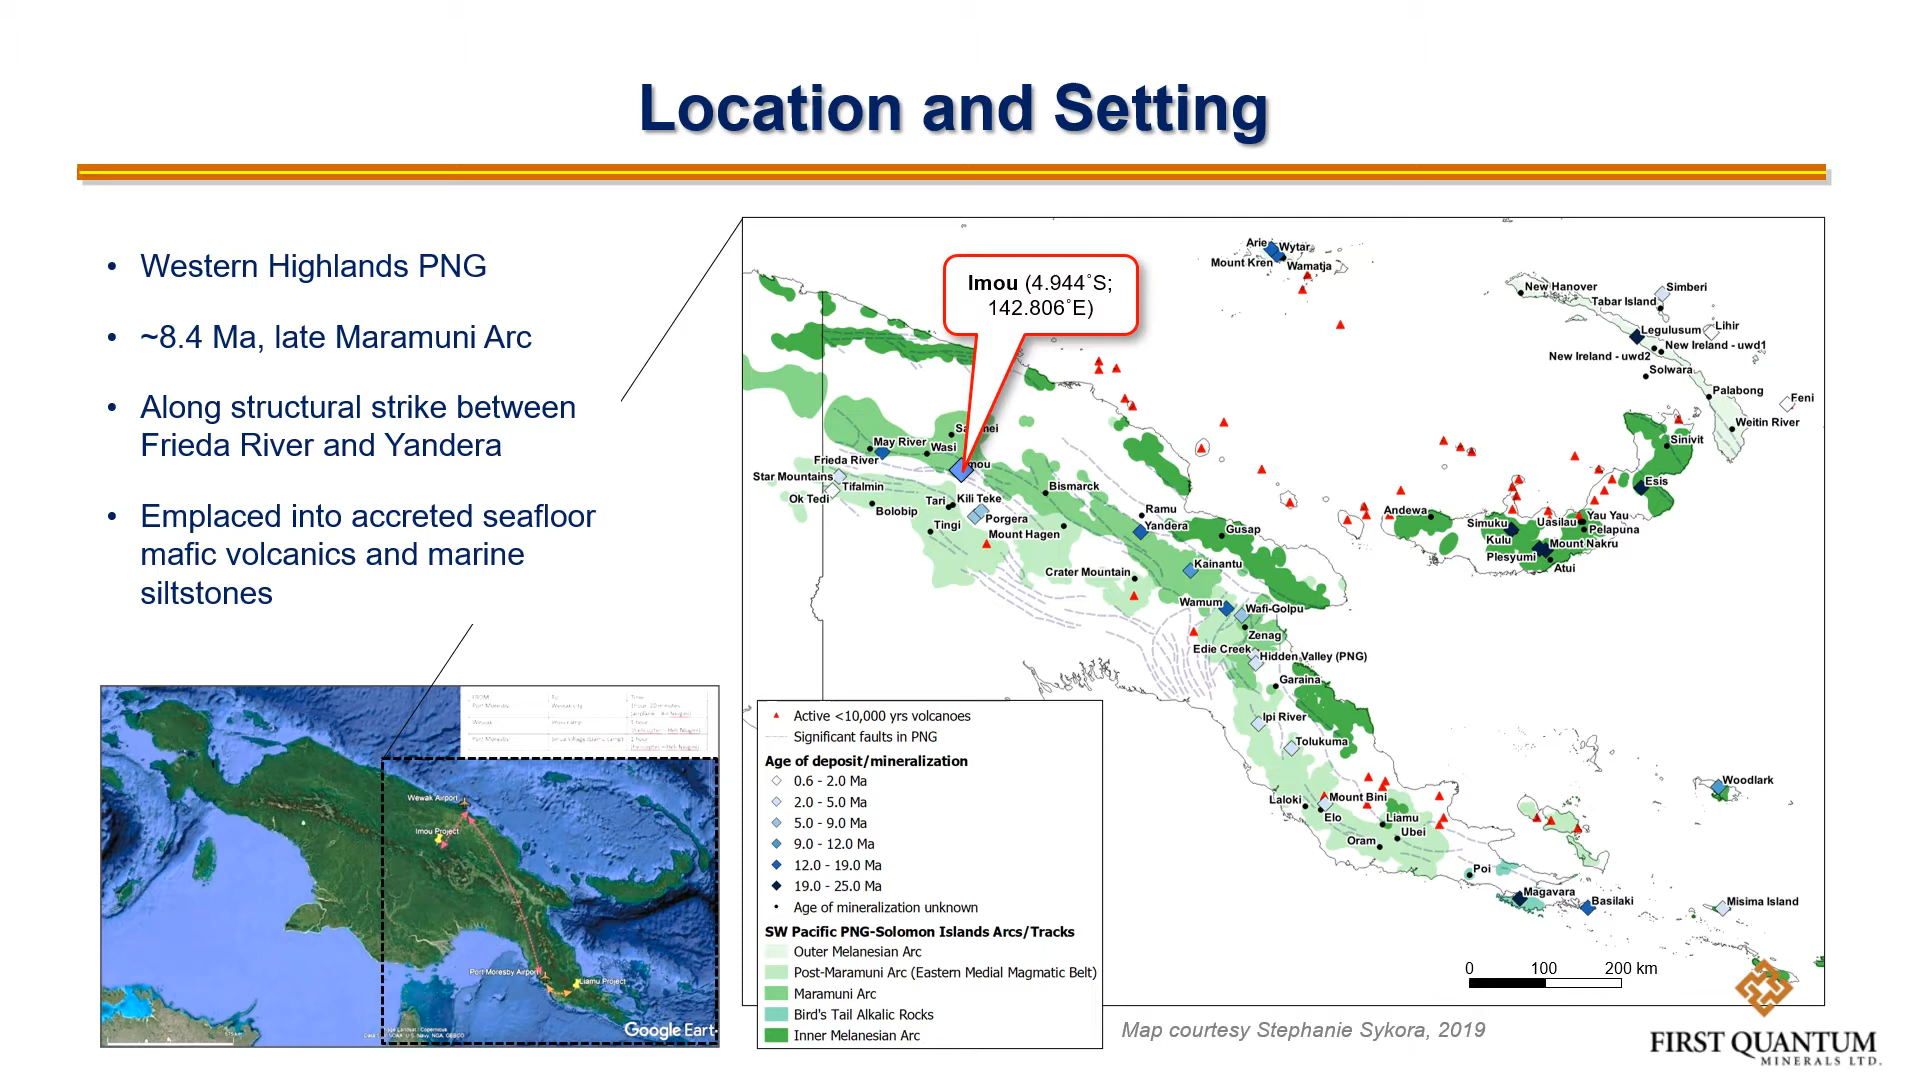 Location and Setting
• Western Highlands PNG
• ~8.4 Ma, late Maramuni Arc
• Along structural strike between
Frieda River and Yandera
• Emplaced into accreted seafloor
mafic volcanics and marine
siltstones
Imou (4.944˚S;
142.806˚E)
Arie
Wytar
Mount Kren
Wamatja
New Hanover
Simberi
Tabar Island
Lihir
Legulusum
New Ireland - uwd1
New Ireland - uwd2
Solwara
Palabong
Feni
Weitin River
Sinivit
Esis
May River
Wasi
Frieda River
Star Mountains
Tifalmin
Ok Tedi
Bolobip
Tari
Kili Teke
Porgera
Tingi
Mount Hagen
Bismarck
Ramu
Yandera
Gusap
Andewa
Simuku
Uasilau
Yau Yau
Pelapuna
Kulu
Mount Nakru
Plesyumi
Atui
Crater Mountain
Kainantu
Wamum
Wafi-Golpu
Zenag
Edie Creek
Hidden Valley (PNG)
Garaina
Ipi River
Tolukuma
Woodlark
Laloki
Mount Bini
Elo
Liamu
Ubei
Oram
Poi
Magavara
Basilaki
Misima Island
Active <10,000 yrs volcanoes
Significant faults in PNG
Age of deposit/mineralization
0.6 - 2.0 Ma
2.0 - 5.0 Ma
5.0 - 9.0 Ma
9.0 - 12.0 Ma
12.0 - 19.0 Ma
19.0 - 25.0 Ma
Age of mineralization unknown
SW Pacific PNG-Solomon Islands Arcs/Tracks
Outer Melanesian Arc
Post-Maramuni Arc (Eastern Medial Magmatic Belt)
Maramuni Arc
Bird's Tail Alkalic Rocks
Inner Melanesian Arc
0 100 200 km
Wewak Airport
Imou Project
Port Moresby Airport
Liamu Project
Google Eart
Map courtesy Stephanie Sykora, 2019
FIRST QUANTUM
MINERALS LTD.